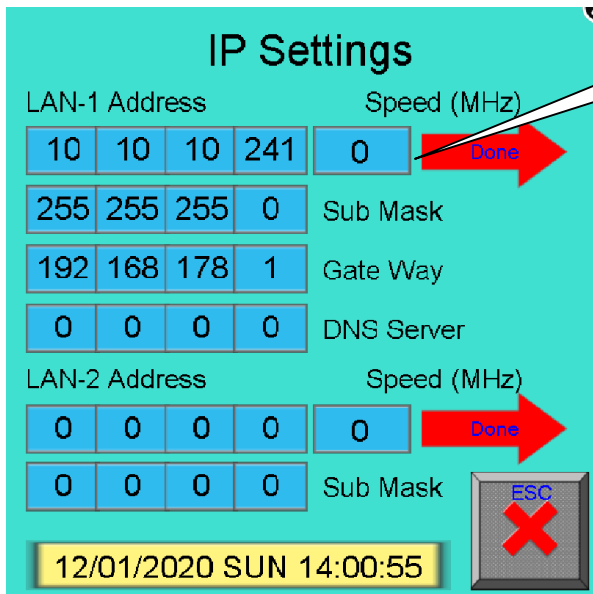 IP Settings
LAN-1 Address Speed (MHz)
10 10 10 241 0 Done
255 255 255 0 Sub Mask
192 168 178 1 Gate Way
0 0 0 0 DNS Server
LAN-2 Address Speed (MHz)
0 0 0 0 0 Done
0 0 0 0 Sub Mask
ESC
12/01/2020 SUN 14:00:55